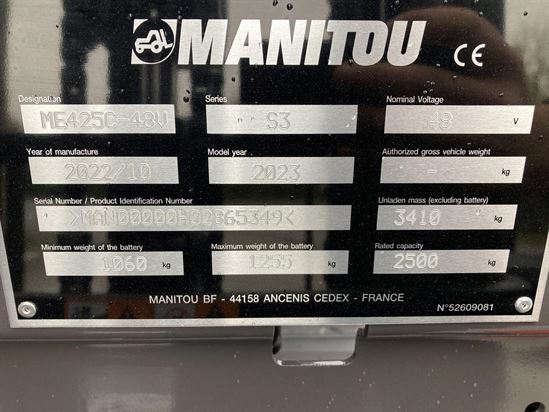 MANITOU CE
Designation Series Nominal Voltage
ME425C-48V S3 48 V
Year of manufacture Model year Authorized gross vehicle weight
2022/10 2023 - kg
Serial Number / Product Identification Number Unladen mass (excluding battery)
3410 kg
Minimum weight of the battery Maximum weight of the battery Rated capacity
1060 kg 1255 kg 2500 kg
MANITOU BF - 44158 ANCENIS CEDEX - FRANCE
N°52609081